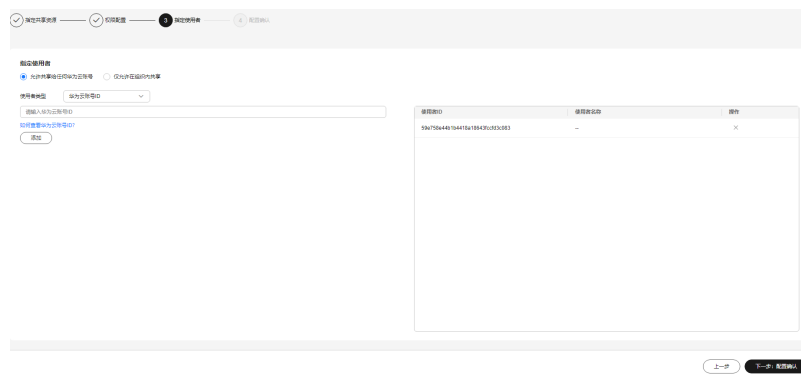 指定共享资源
权限配置
3 指定使用者
4 配置确认
指定使用者
允许共享给任何华为云账号 仅允许在组织内共享
使用者类型 华为云账号ID
请输入华为云账号ID
如何查看华为云账号ID?
添加
使用者ID 使用者名称 操作
--
上一步 下一步：配置确认